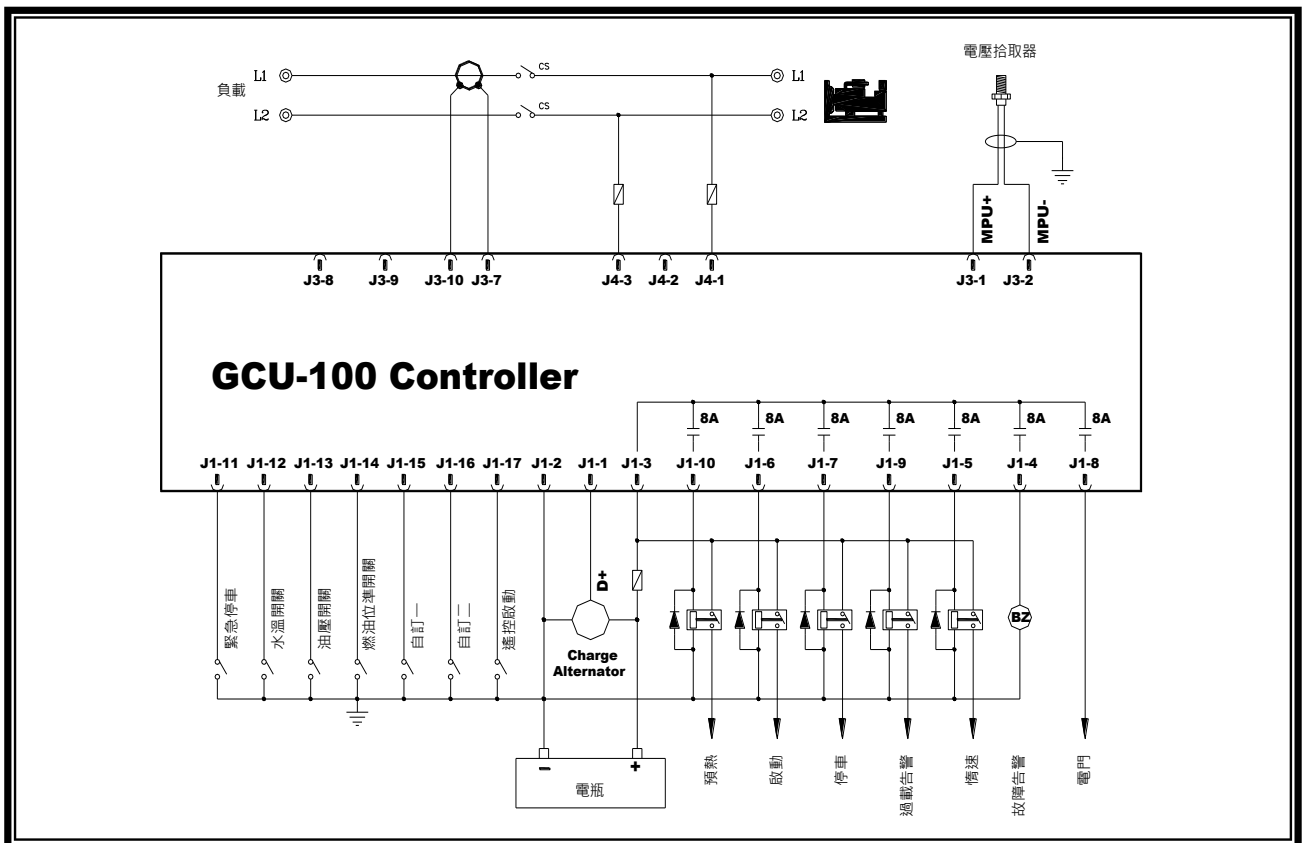 電壓拾取器
L1
CS
L1
負載
L2
CS
L2
MPU+
MPU-
J3-8
J3-9
J3-10
J3-7
J4-3
J4-2
J4-1
J3-1
J3-2
GCU-100 Controller
8A
8A
8A
8A
8A
8A
8A
J1-11
J1-12
J1-13
J1-14
J1-15
J1-16
J1-17
J1-2
J1-1
J1-3
J1-10
J1-6
J1-7
J1-9
J1-5
J1-4
J1-8
緊急停車
水溫開關
油壓開關
燃油位準開關
自訂一
自訂二
遙控啟動
D+
Charge
Alternator
BZ
－
+
電瓶
預熱
啟動
停車
過載告警
惰速
故障告警
電門